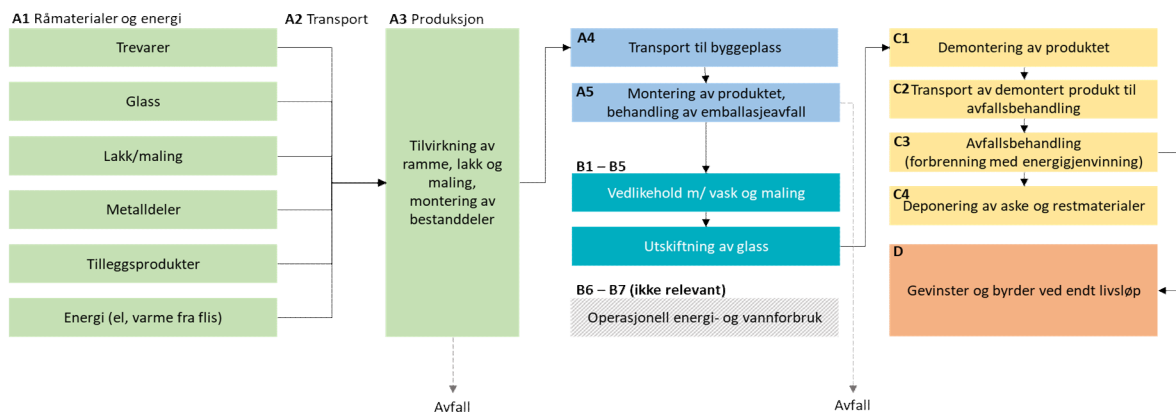 A1 Råmaterialer og energi
Trevarer
Glass
Lakk/maling
Metalldeler
Tilleggsprodukter
Energi (el, varme fra flis)
A2 Transport
A3 Produksjon
Tilvirkning av
ramme, lakk og
maling,
montering av
bestanddeler
Avfall
A4
Transport til byggeplass
A5
Montering av produktet,
behandling av emballasjeavfall
B1 – B5
Vedlikehold m/ vask og maling
Utskiftning av glass
B6 – B7 (ikke relevant)
Operasjonell energi- og vannforbruk
Avfall
C1
Demontering av produktet
C2
Transport av demontert produkt til
avfallsbehandling
C3
Avfallsbehandling
(forbrenning med energigjenvinning)
C4
Deponering av aske og restmaterialer
D
Gevinster og byrder ved endt livsløp